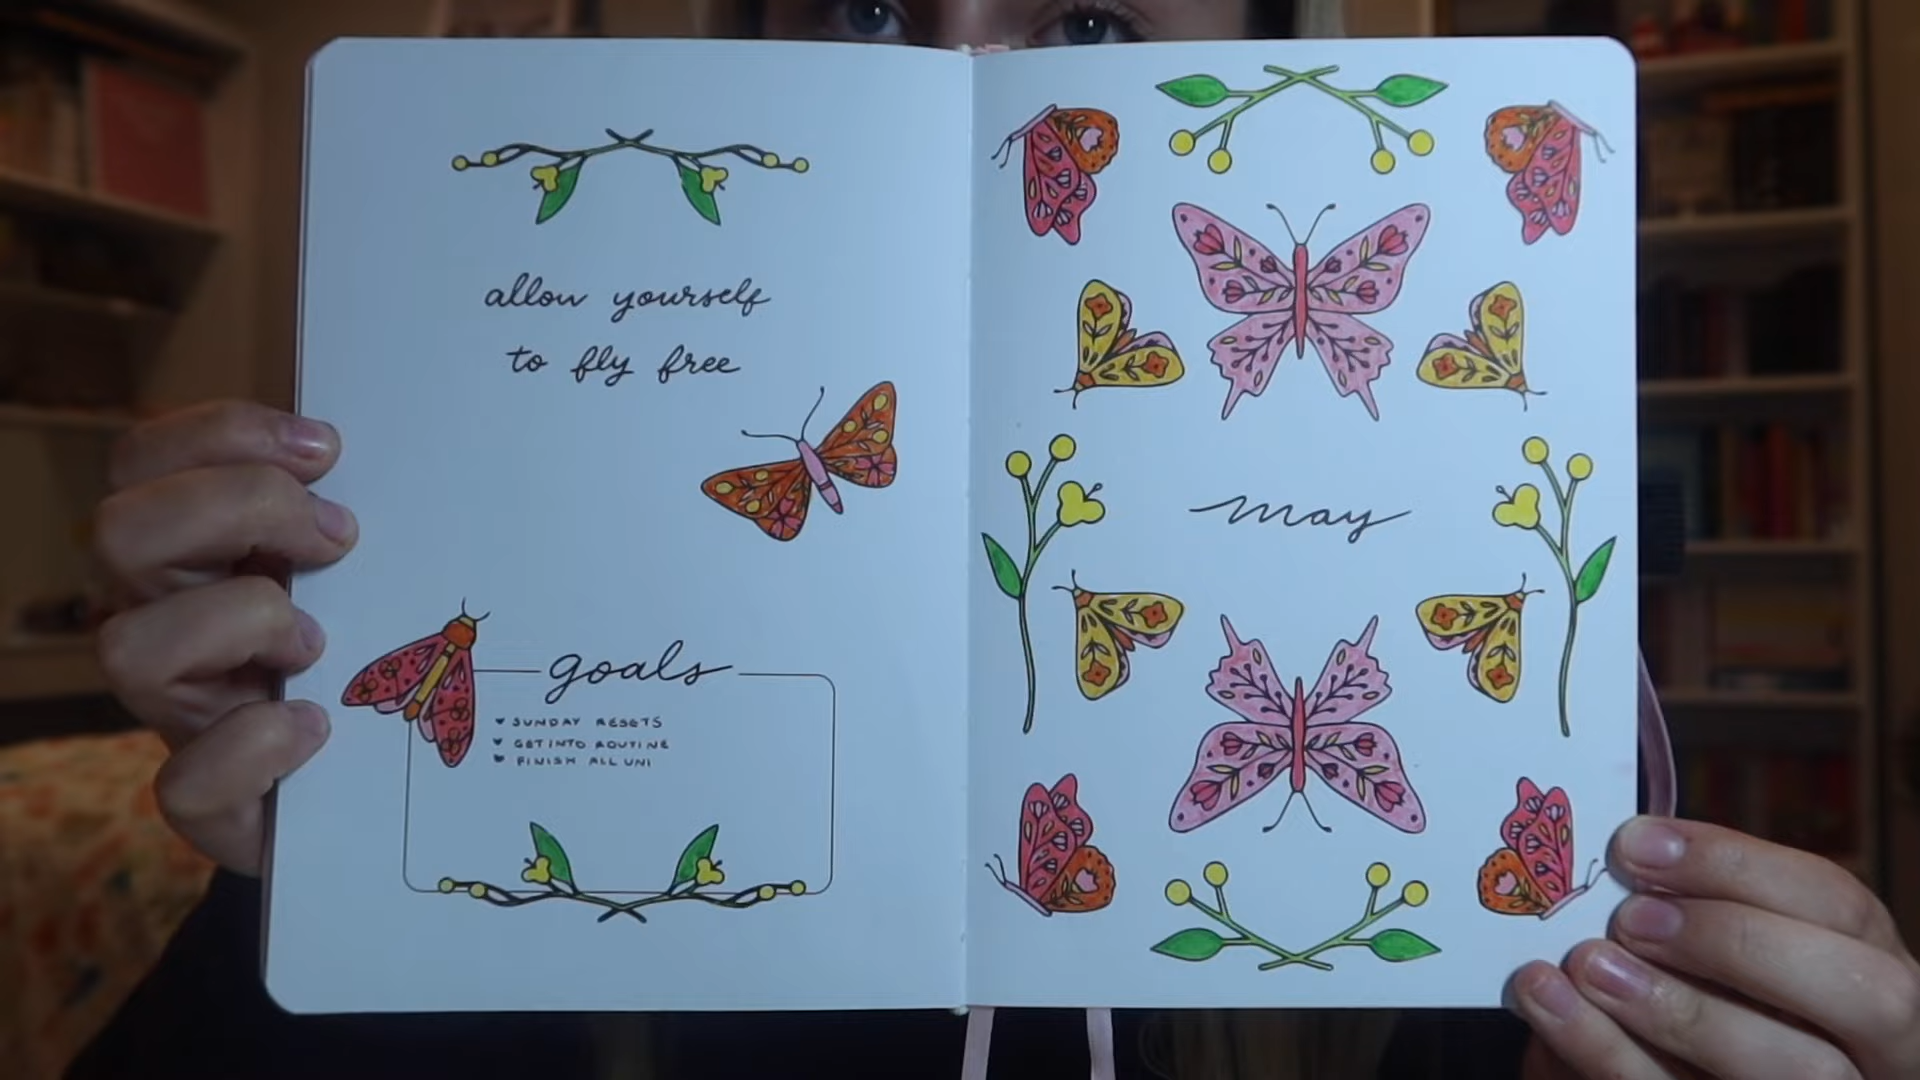 allow yourself
to fly free
goals
SUNDAY RESETS
GET INTO ROUTINE
FINISH ALL UNI
may